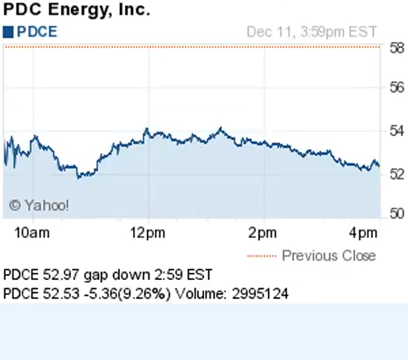 PDC Energy, Inc.
PDCE
Dec 11, 3:59pm EST
58
56
54
52
50
© Yahoo!
10am 12pm 2pm 4pm
Previous Close
PDCE 52.97 gap down 2:59 EST
PDCE 52.53 -5.36(9.26%) Volume: 2995124